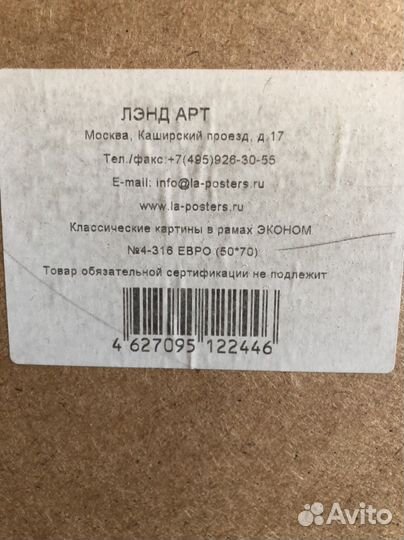 ЛЭНД АРТ
Москва, Каширский проезд, д.17
Тел./факс:+7(495)926-30-55
E-mail: info@la-posters.ru
www.la-posters.ru
Классические картины в рамах ЭКОНОМ
№4-316 ЕВРО (50*70)
Товар обязательной сертификации не подлежит
4 627095 122446
Avito